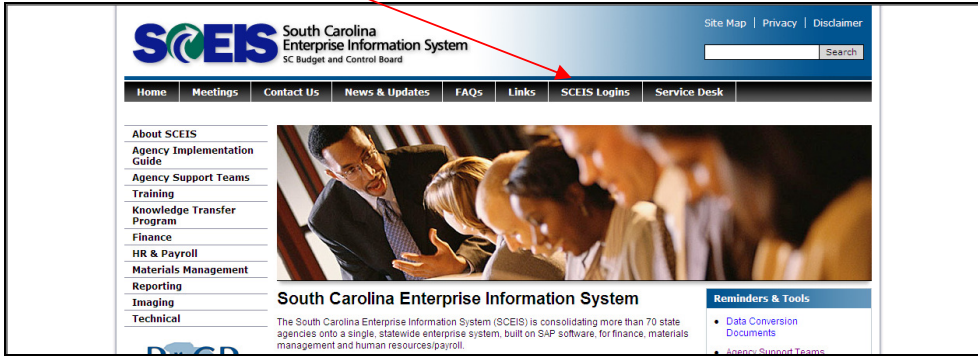 SCEIS
South Carolina
Enterprise Information System
SC Budget and Control Board
Site Map | Privacy | Disclaimer
Search
Home
Meetings
Contact Us
News & Updates
FAQs
Links
SCEIS Logins
Service Desk
About SCEIS
Agency Implementation
Guide
Agency Support Teams
Training
Knowledge Transfer
Program
Finance
HR & Payroll
Materials Management
Reporting
Imaging
Technical
South Carolina Enterprise Information System
The South Carolina Enterprise Information System (SCEIS) is consolidating more than 70 state
agencies onto a single, statewide enterprise system, built on SAP software, for finance, materials
management and human resources/payroll.
Reminders & Tools
• Data Conversion
Documents
• Agency Support Teams